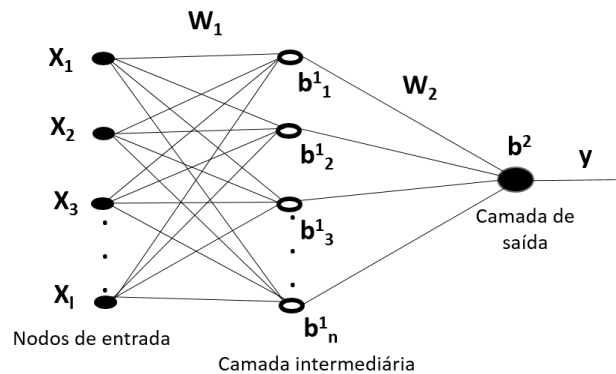 W₁
X₁
X₂
X₃
Xₗ
b¹₁
b¹₂
b¹₃
b¹ₙ
W₂
b²
y
Camada de
saída
Nodos de entrada
Camada intermediária